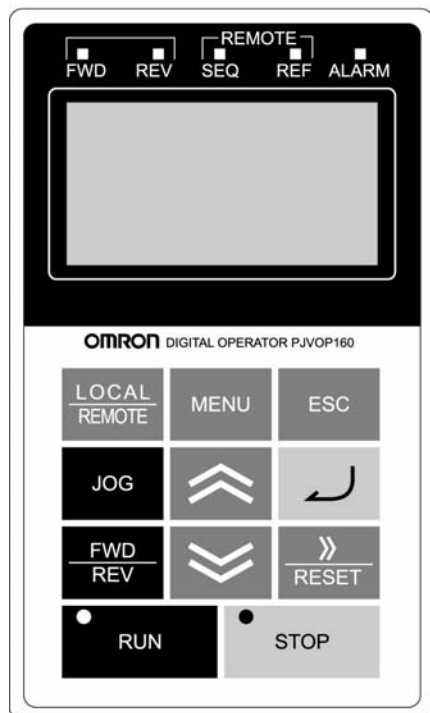 REMOTE
FWD REV SEQ REF ALARM
OMRON DIGITAL OPERATOR PJVOP160
LOCAL
REMOTE
MENU
ESC
JOG
FWD
REV
RESET
RUN
STOP